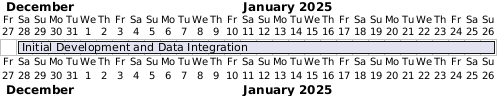 December January 2025
Fr Sa Su Mo Tu We Th Fr Sa Su Mo Tu We Th Fr Sa Su Mo Tu We Th Fr Sa Su Mo Tu We Th Fr Sa Su
27 28 29 30 31 1 2 3 4 5 6 7 8 9 10 11 12 13 14 15 16 17 18 19 20 21 22 23 24 25 26
Initial Development and Data Integration
Fr Sa Su Mo Tu We Th Fr Sa Su Mo Tu We Th Fr Sa Su Mo Tu We Th Fr Sa Su Mo Tu We Th Fr Sa Su
27 28 29 30 31 1 2 3 4 5 6 7 8 9 10 11 12 13 14 15 16 17 18 19 20 21 22 23 24 25 26
December January 2025